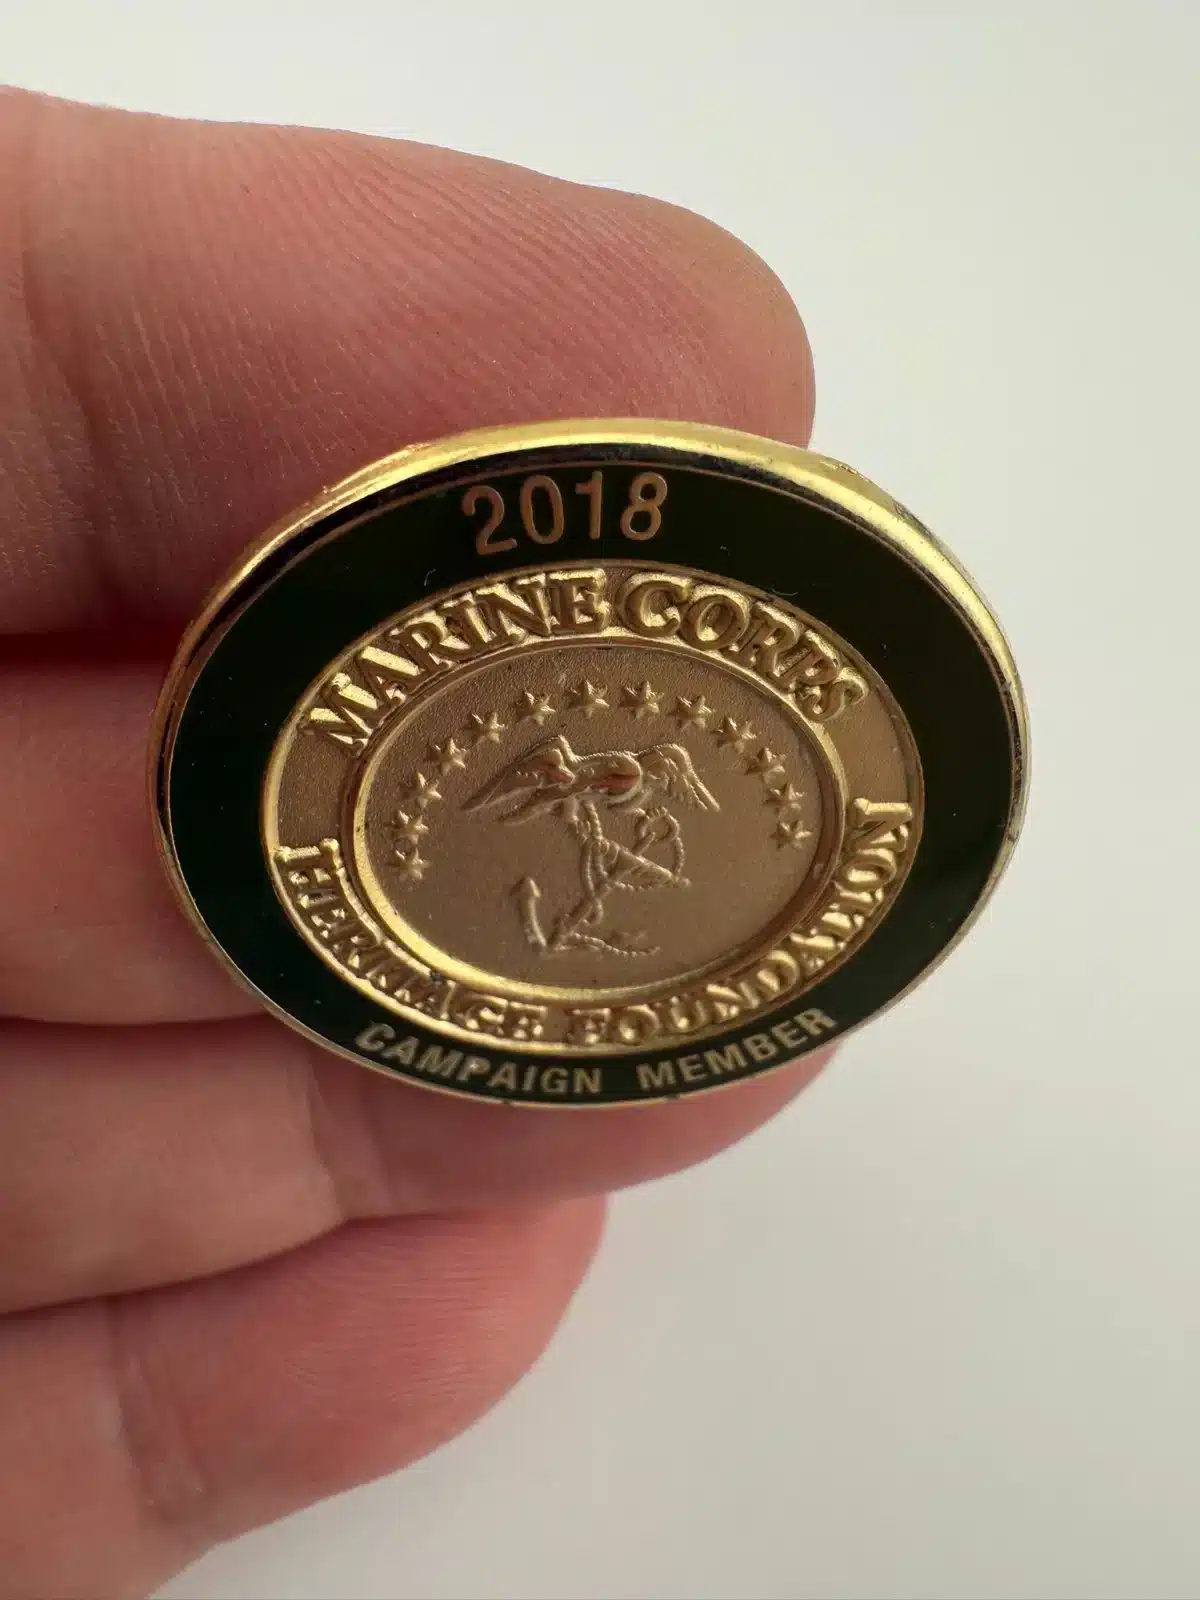 2018
MARINE CORPS
HERITAGE FOUNDATION
CAMPAIGN MEMBER